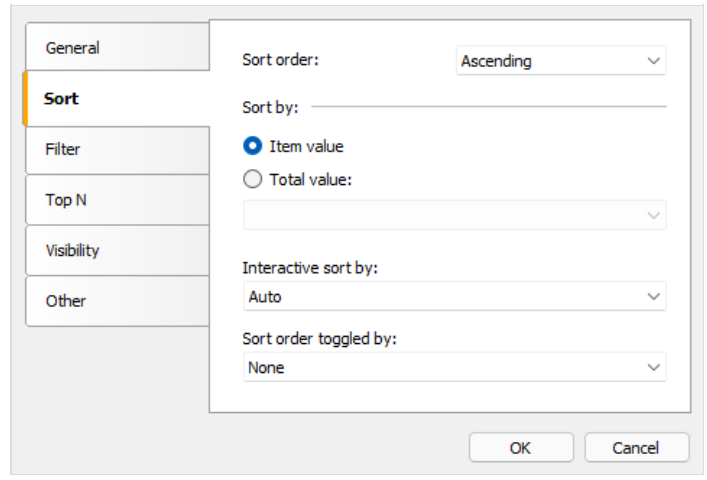 General
Sort
Filter
Top N
Visibility
Other
Sort order:
Ascending
Sort by:
Item value
Total value:
Interactive sort by:
Auto
Sort order toggled by:
None
OK
Cancel